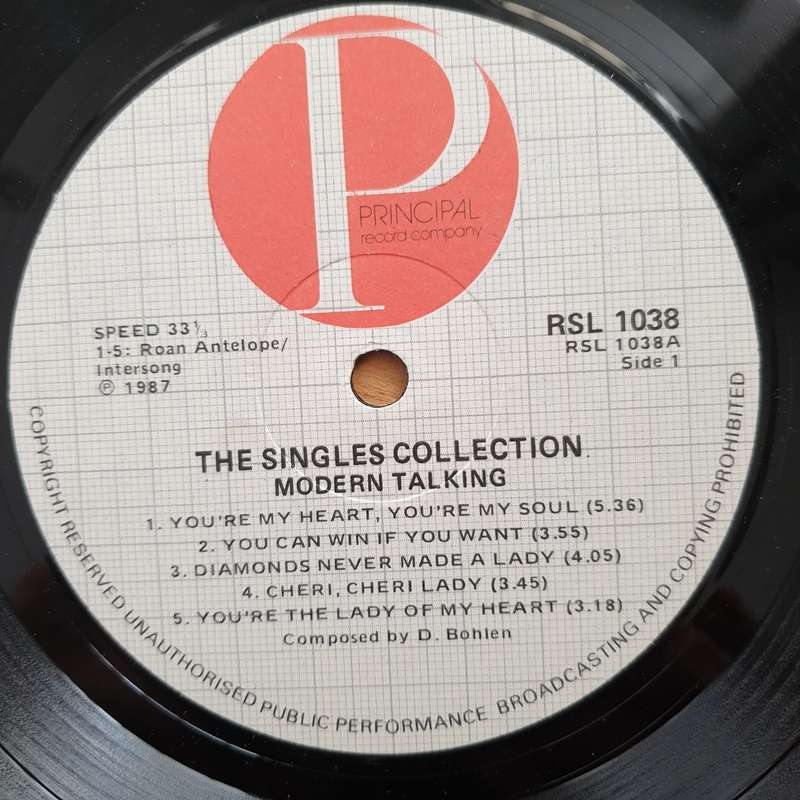 P
PRINCIPAL
record company
SPEED 33⅓
1-5: Roan Antelope/
Intersong
℗ 1987
RSL 1038
RSL 1038A
Side 1
THE SINGLES COLLECTION
MODERN TALKING
1. YOU'RE MY HEART, YOU'RE MY SOUL (5.36)
2. YOU CAN WIN IF YOU WANT (3.55)
3. DIAMONDS NEVER MADE A LADY (4.05)
4. CHERI, CHERI LADY (3.45)
5. YOU'RE THE LADY OF MY HEART (3.18)
Composed by D. Bohlen
COPYRIGHT RESERVED UNAUTHORISED PUBLIC PERFORMANCE BROADCASTING AND COPYING PROHIBITED